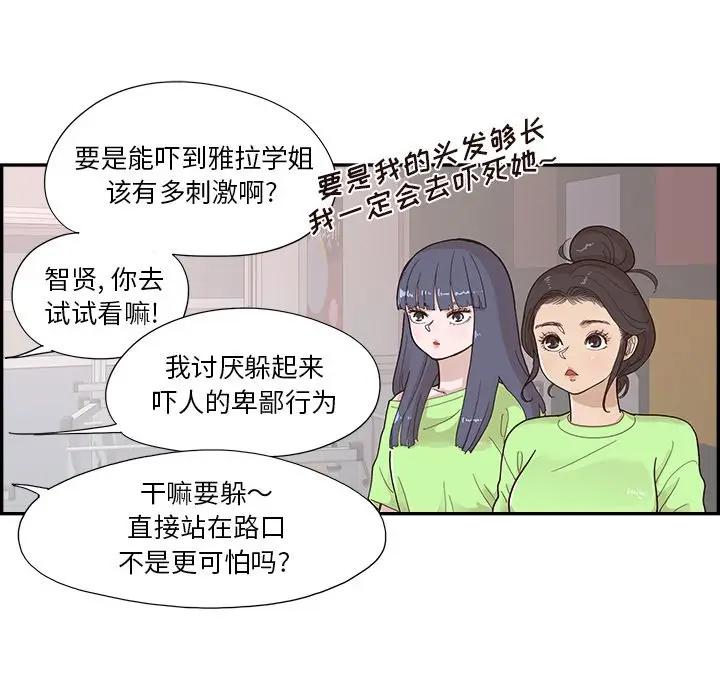 要是能吓到雅拉学姐
该有多刺激啊?
要是我的头发够长
我一定会去吓死她~
智贤, 你去
试试看嘛!
我讨厌躲起来
吓人的卑鄙行为
干嘛要躲～
直接站在路口
不是更可怕吗?